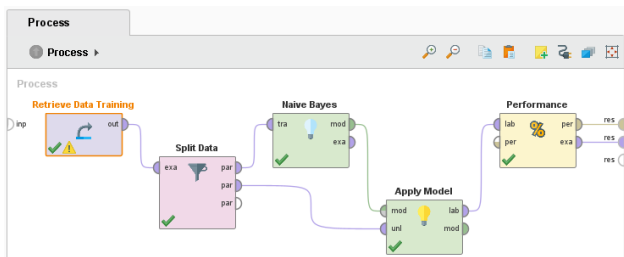 Process
Process
Process
Retrieve Data Training
Naive Bayes
Performance
inp
out
tra
mod
exa
lab
per
res
per
exa
res
res
Split Data
exa
par
par
par
Apply Model
mod
lab
unl
mod